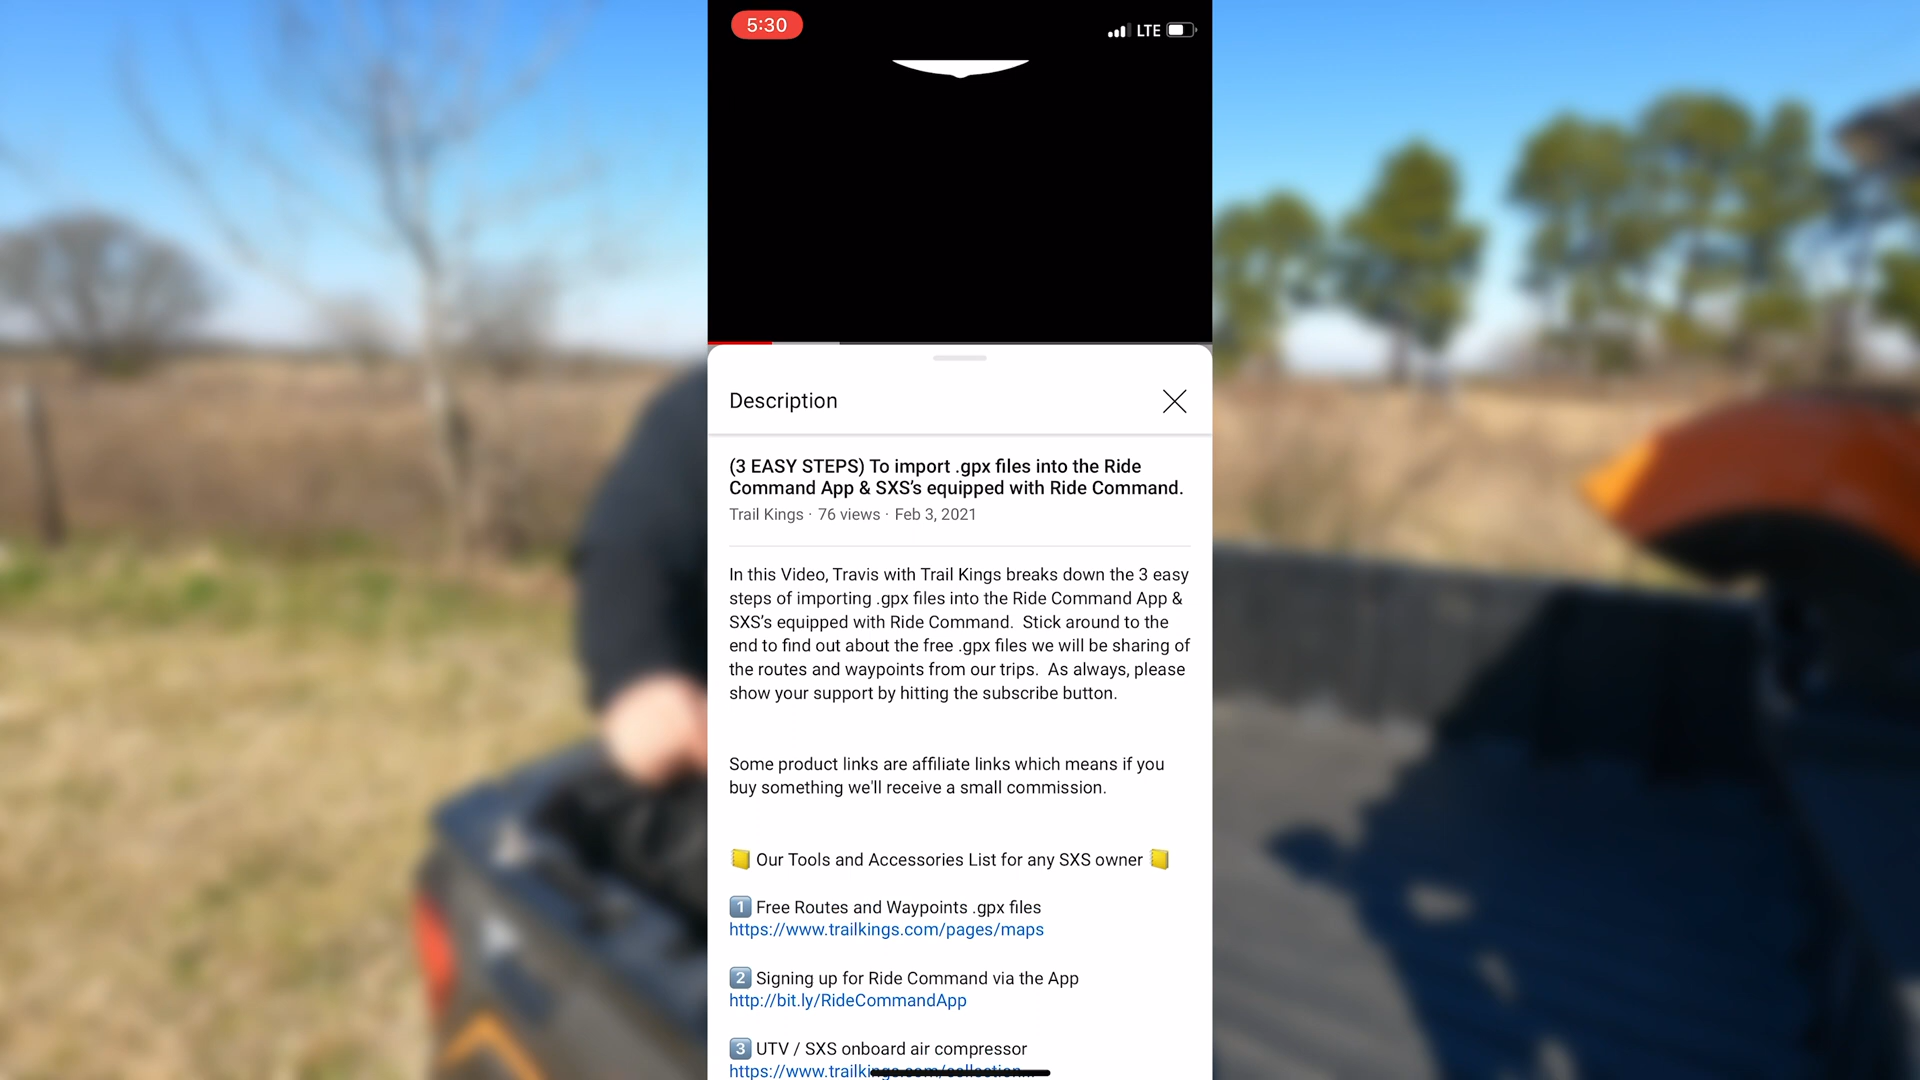 5:30
LTE
Description
(3 EASY STEPS) To import .gpx files into the Ride
Command App & SXS’s equipped with Ride Command.
Trail Kings · 76 views · Feb 3, 2021
In this Video, Travis with Trail Kings breaks down the 3 easy
steps of importing .gpx files into the Ride Command App &
SXS’s equipped with Ride Command.  Stick around to the
end to find out about the free .gpx files we will be sharing of
the routes and waypoints from our trips.  As always, please
show your support by hitting the subscribe button.
Some product links are affiliate links which means if you
buy something we'll receive a small commission.
📒 Our Tools and Accessories List for any SXS owner 📒
1️⃣ Free Routes and Waypoints .gpx files
https://www.trailkings.com/pages/maps
2️⃣ Signing up for Ride Command via the App
http://bit.ly/RideCommandApp
3️⃣ UTV / SXS onboard air compressor
https://www.trailkings.com/collection...